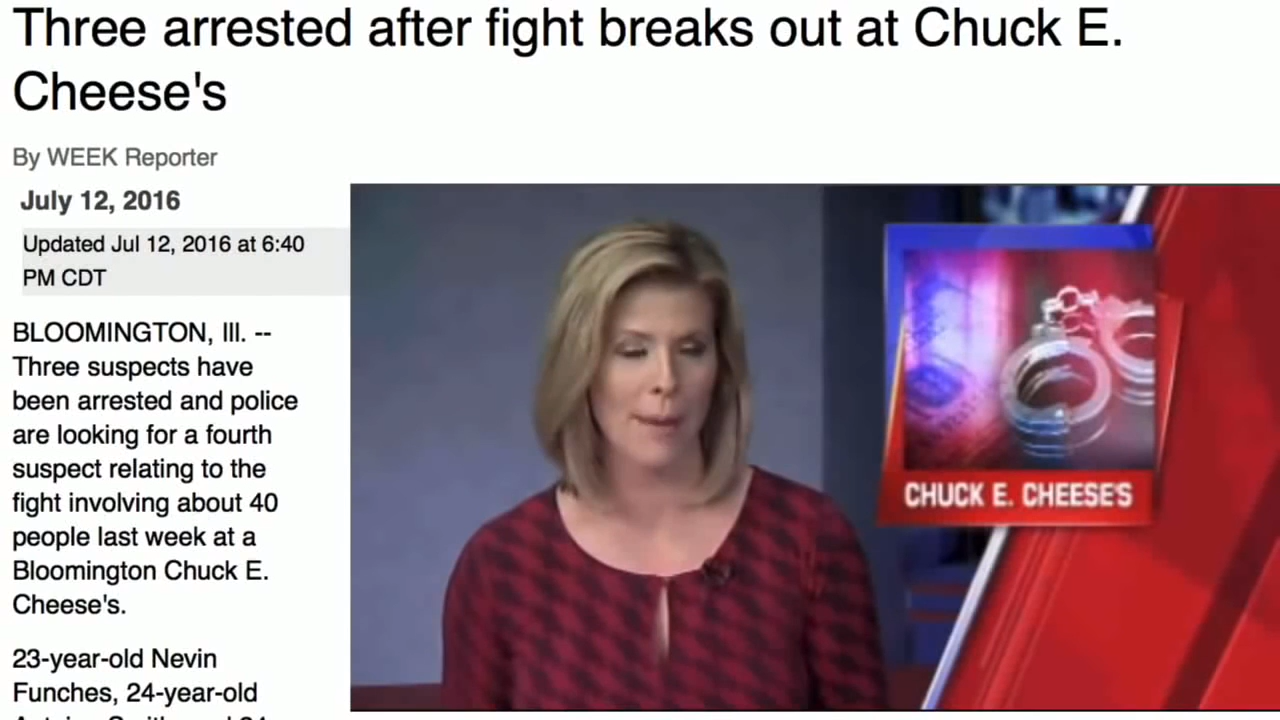 Three arrested after fight breaks out at Chuck E.
Cheese's
By WEEK Reporter
July 12, 2016
Updated Jul 12, 2016 at 6:40
PM CDT
BLOOMINGTON, Ill. --
Three suspects have
been arrested and police
are looking for a fourth
suspect relating to the
fight involving about 40
people last week at a
Bloomington Chuck E.
Cheese's.
23-year-old Nevin
Funches, 24-year-old
CHUCK E. CHEESE'S